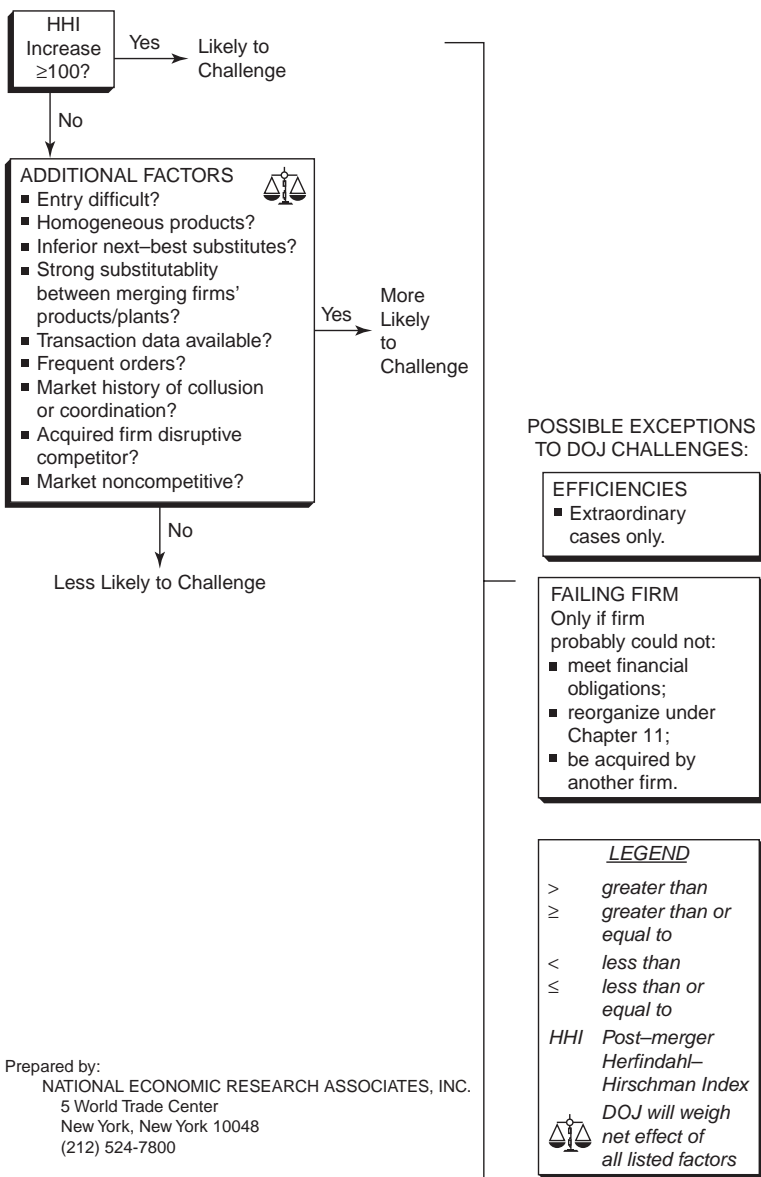 HHI
Increase
≥100?
Yes
Likely to
Challenge
No
ADDITIONAL FACTORS
■ Entry difficult?
■ Homogeneous products?
■ Inferior next–best substitutes?
■ Strong substitutablity
between merging firms'
products/plants?
■ Transaction data available?
■ Frequent orders?
■ Market history of collusion
or coordination?
■ Acquired firm disruptive
competitor?
■ Market noncompetitive?
Yes
More
Likely
to
Challenge
No
Less Likely to Challenge
POSSIBLE EXCEPTIONS
TO DOJ CHALLENGES:
EFFICIENCIES
■ Extraordinary
cases only.
FAILING FIRM
Only if firm
probably could not:
■ meet financial
obligations;
■ reorganize under
Chapter 11;
■ be acquired by
another firm.
LEGEND
> greater than
≥ greater than or
equal to
< less than
≤ less than or
equal to
HHI Post–merger
Herfindahl–
Hirschman Index
DOJ will weigh
net effect of
all listed factors
Prepared by:
NATIONAL ECONOMIC RESEARCH ASSOCIATES, INC.
5 World Trade Center
New York, New York 10048
(212) 524-7800